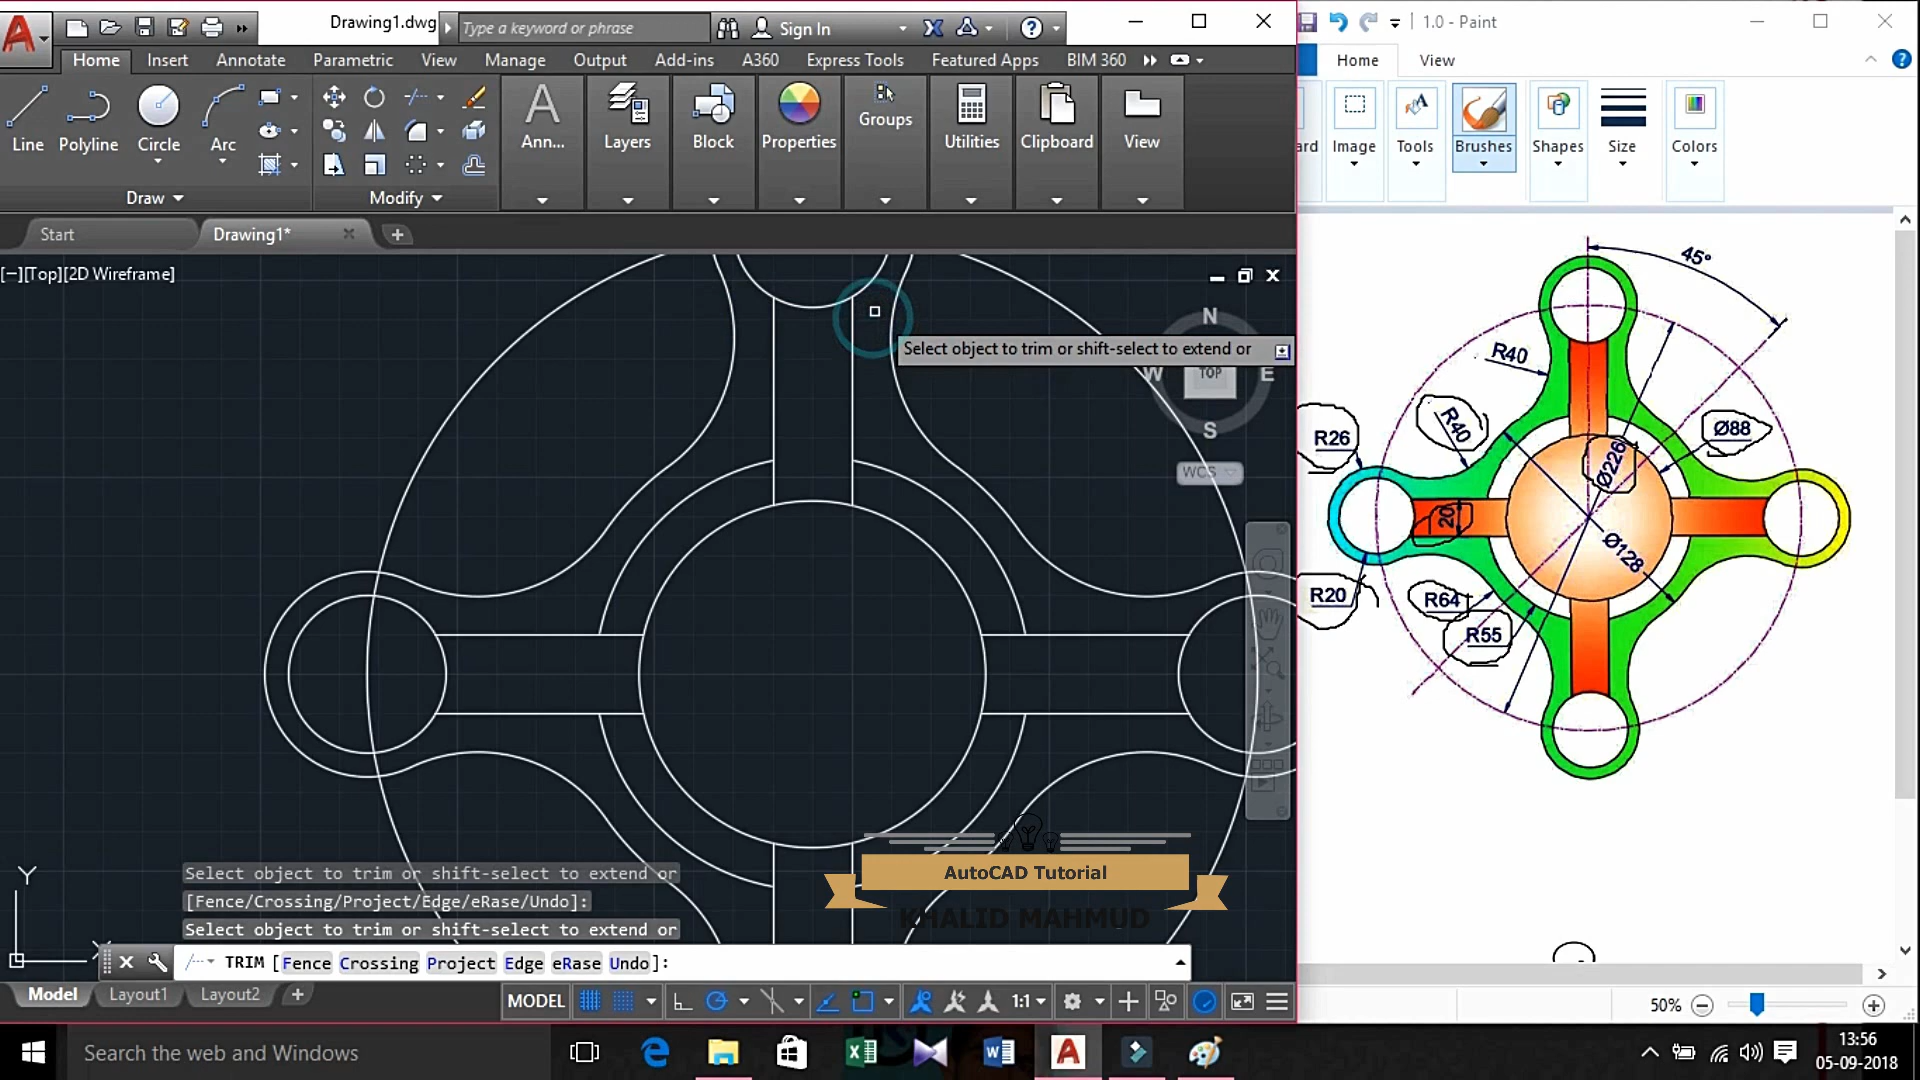 Drawing1.dwg
Type a keyword or phrase
Sign In
1.0 - Paint
Home Insert Annotate Parametric View Manage Output Add-ins A360 Express Tools Featured Apps BIM 360
Home View
Line Polyline Circle Arc
Ann... Layers Block Properties Groups Utilities Clipboard View
ard Image Tools Brushes Shapes Size Colors
Draw Modify
Start Drawing1*
[−][Top][2D Wireframe]
N
W TOP E
S
WCS
Select object to trim or shift-select to extend or
45°
R40
R40
R26
Ø88
Ø226
20
Ø128
R20
R64
R55
AutoCAD Tutorial
KHALID MAHMUD
Select object to trim or shift-select to extend or
[Fence/Crossing/Project/Edge/eRase/Undo]:
Select object to trim or shift-select to extend or
TRIM [Fence Crossing Project Edge eRase Undo]:
Y
X
Model Layout1 Layout2
MODEL 1:1
50%
Search the web and Windows
13:56
05-09-2018